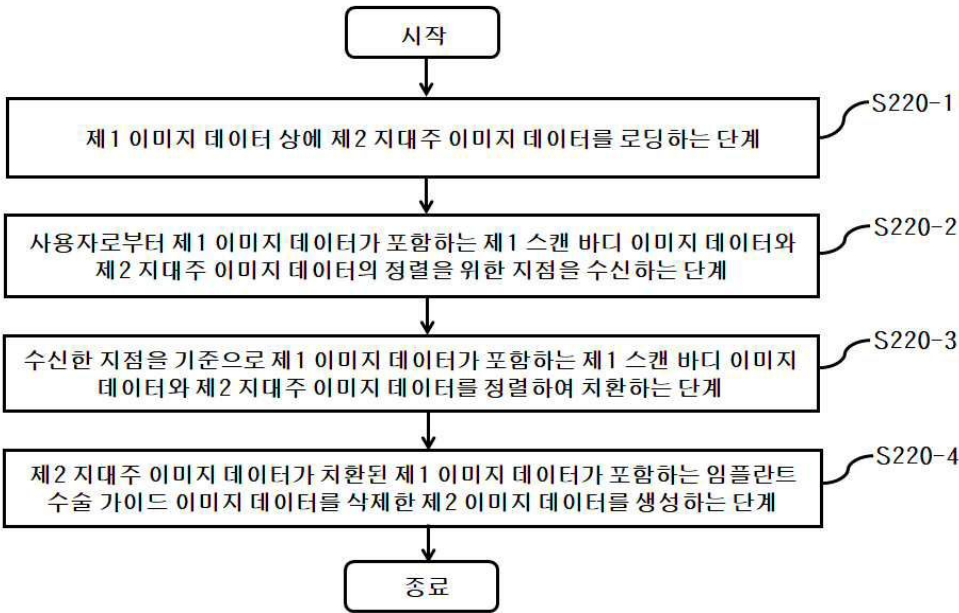 시작
S220-1
제1 이미지 데이터 상에 제2 지대주 이미지 데이터를 로딩하는 단계
S220-2
사용자로부터 제1 이미지 데이터가 포함하는 제1 스캔 바디 이미지 데이터와
제2 지대주 이미지 데이터의 정렬을 위한 지점을 수신하는 단계
S220-3
수신한 지점을 기준으로 제1 이미지 데이터가 포함하는 제1 스캔 바디 이미지
데이터와 제2 지대주 이미지 데이터를 정렬하여 치환하는 단계
S220-4
제2 지대주 이미지 데이터가 치환된 제1 이미지 데이터가 포함하는 임플란트
수술 가이드 이미지 데이터를 삭제한 제2 이미지 데이터를 생성하는 단계
종료